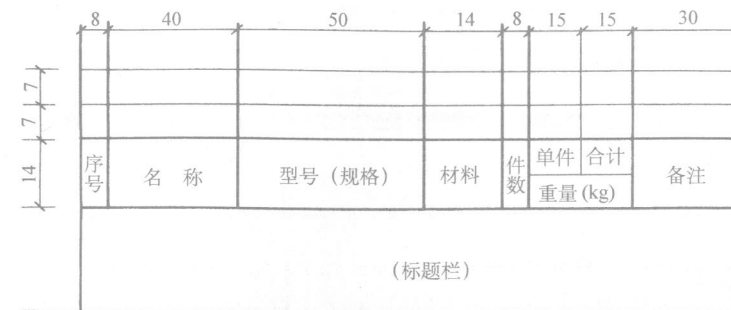 8 40 50 14 8 15 15 30
7
7
14
序号 名 称 型号（规格） 材料 件数 单件 合计 备注
重量(kg)
(标题栏)